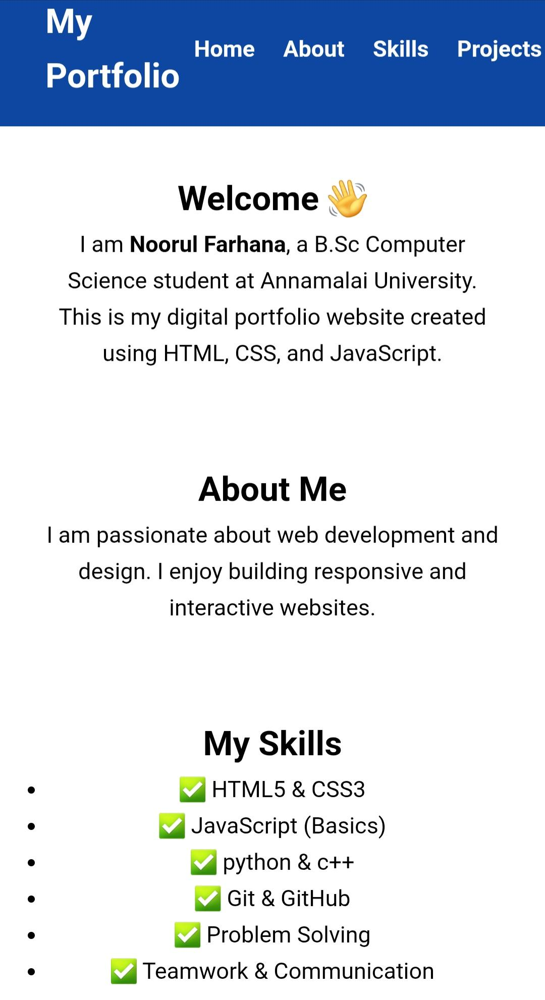 My
Portfolio
Home About Skills Projects
Welcome 👋
I am Noorul Farhana, a B.Sc Computer
Science student at Annamalai University.
This is my digital portfolio website created
using HTML, CSS, and JavaScript.
About Me
I am passionate about web development and
design. I enjoy building responsive and
interactive websites.
My Skills
• ✅ HTML5 & CSS3
• ✅ JavaScript (Basics)
• ✅ python & c++
• ✅ Git & GitHub
• ✅ Problem Solving
• ✅ Teamwork & Communication